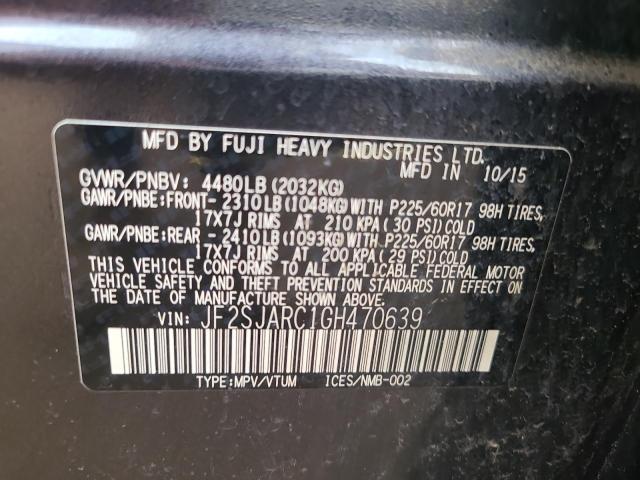 MFD BY FUJI HEAVY INDUSTRIES LTD.
MFD IN 10/15
GVWR/PNBV: 4480LB(2032KG)
GAWR/PNBE:FRONT- 2310LB(1048KG)WITH P225/60R17 98H TIRES,
17X7J RIMS AT 210 KPA(30 PSI)COLD
GAWR/PNBE:REAR - 2410LB(1093KG)WITH P225/60R17 98H TIRES,
17X7J RIMS AT 200 KPA(29 PSI)COLD
THIS VEHICLE CONFORMS TO ALL APPLICABLE FEDERAL MOTOR
VEHICLE SAFETY AND THEFT PREVENTION STANDARDS IN EFFECT ON
THE DATE OF MANUFACTURE SHOWN ABOVE.
VIN: JF2SJARC1GH470639
TYPE:MPV/VTUM ICES/NMB-002